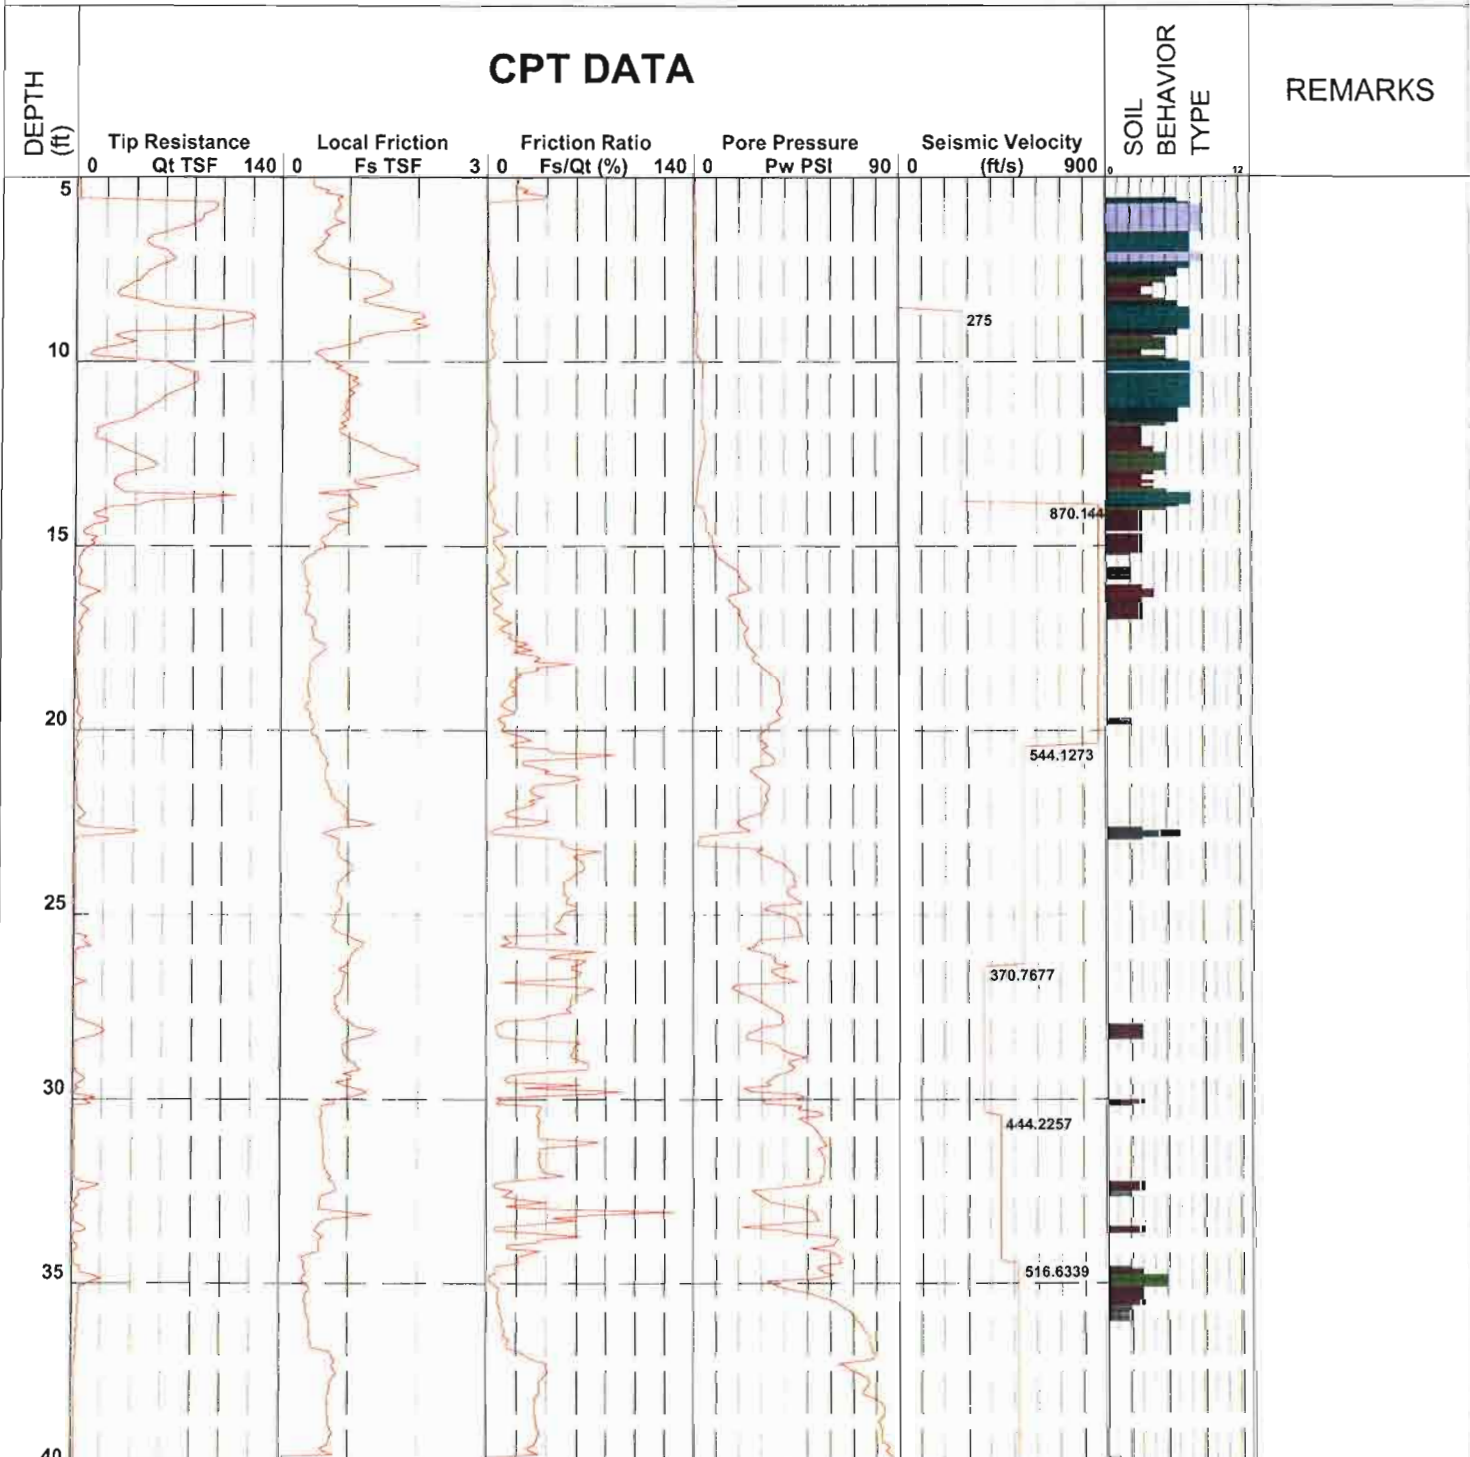 CPT DATA
DEPTH
(ft)
Tip Resistance
0 Qt TSF 140
Local Friction
0 Fs TSF 3
Friction Ratio
0 Fs/Qt (%) 140
Pore Pressure
0 Pw PSI 90
Seismic Velocity
0 (ft/s) 900
SOIL
BEHAVIOR
TYPE
0 12
REMARKS
5
275
10
870.144
15
20
544.1273
25
370.7677
30
444.2257
35
516.6339
40